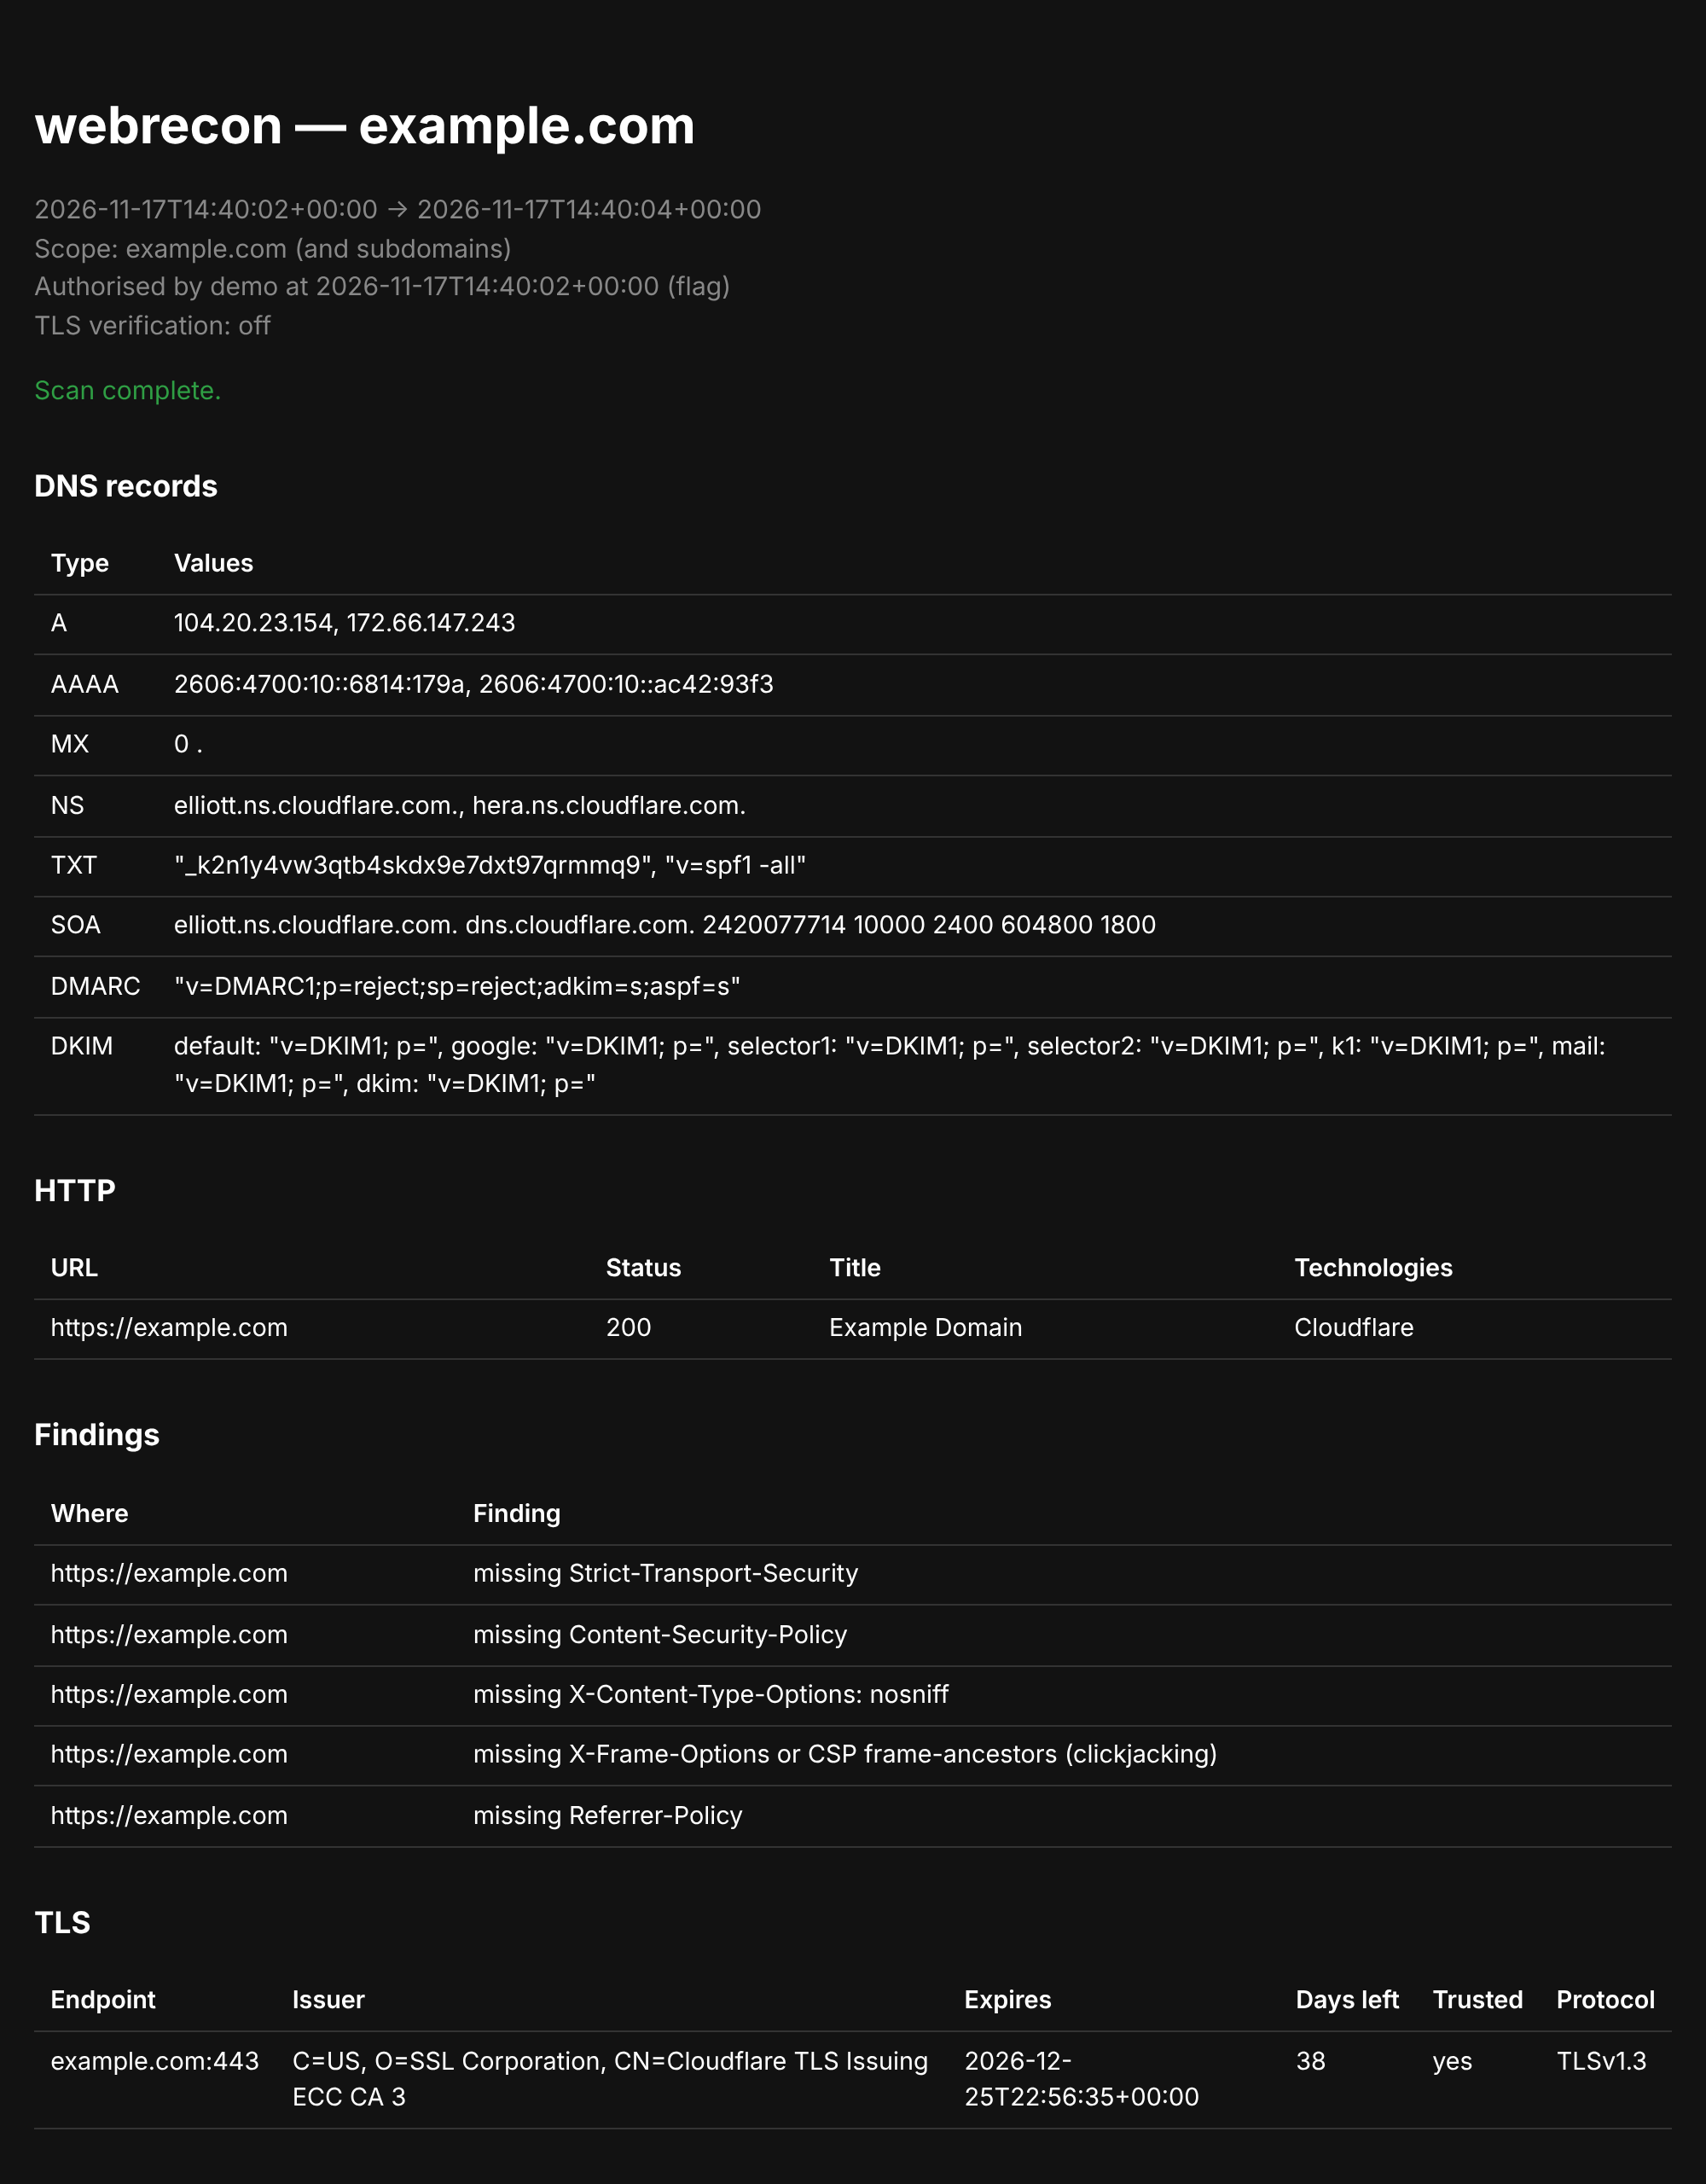 webrecon — example.com
2026-11-17T14:40:02+00:00 → 2026-11-17T14:40:04+00:00
Scope: example.com (and subdomains)
Authorised by demo at 2026-11-17T14:40:02+00:00 (flag)
TLS verification: off
Scan complete.
DNS records
Type Values
A 104.20.23.154, 172.66.147.243
AAAA 2606:4700:10::6814:179a, 2606:4700:10::ac42:93f3
MX 0 .
NS elliott.ns.cloudflare.com., hera.ns.cloudflare.com.
TXT "_k2n1y4vw3qtb4skdx9e7dxt97qrmmq9", "v=spf1 -all"
SOA elliott.ns.cloudflare.com. dns.cloudflare.com. 2420077714 10000 2400 604800 1800
DMARC "v=DMARC1;p=reject;sp=reject;adkim=s;aspf=s"
DKIM default: "v=DKIM1; p=", google: "v=DKIM1; p=", selector1: "v=DKIM1; p=", selector2: "v=DKIM1; p=", k1: "v=DKIM1; p=", mail:
"v=DKIM1; p=", dkim: "v=DKIM1; p="
HTTP
URL Status Title Technologies
https://example.com 200 Example Domain Cloudflare
Findings
Where Finding
https://example.com missing Strict-Transport-Security
https://example.com missing Content-Security-Policy
https://example.com missing X-Content-Type-Options: nosniff
https://example.com missing X-Frame-Options or CSP frame-ancestors (clickjacking)
https://example.com missing Referrer-Policy
TLS
Endpoint Issuer Expires Days left Trusted Protocol
example.com:443 C=US, O=SSL Corporation, CN=Cloudflare TLS Issuing 2026-12- 38 yes TLSv1.3
ECC CA 3 25T22:56:35+00:00